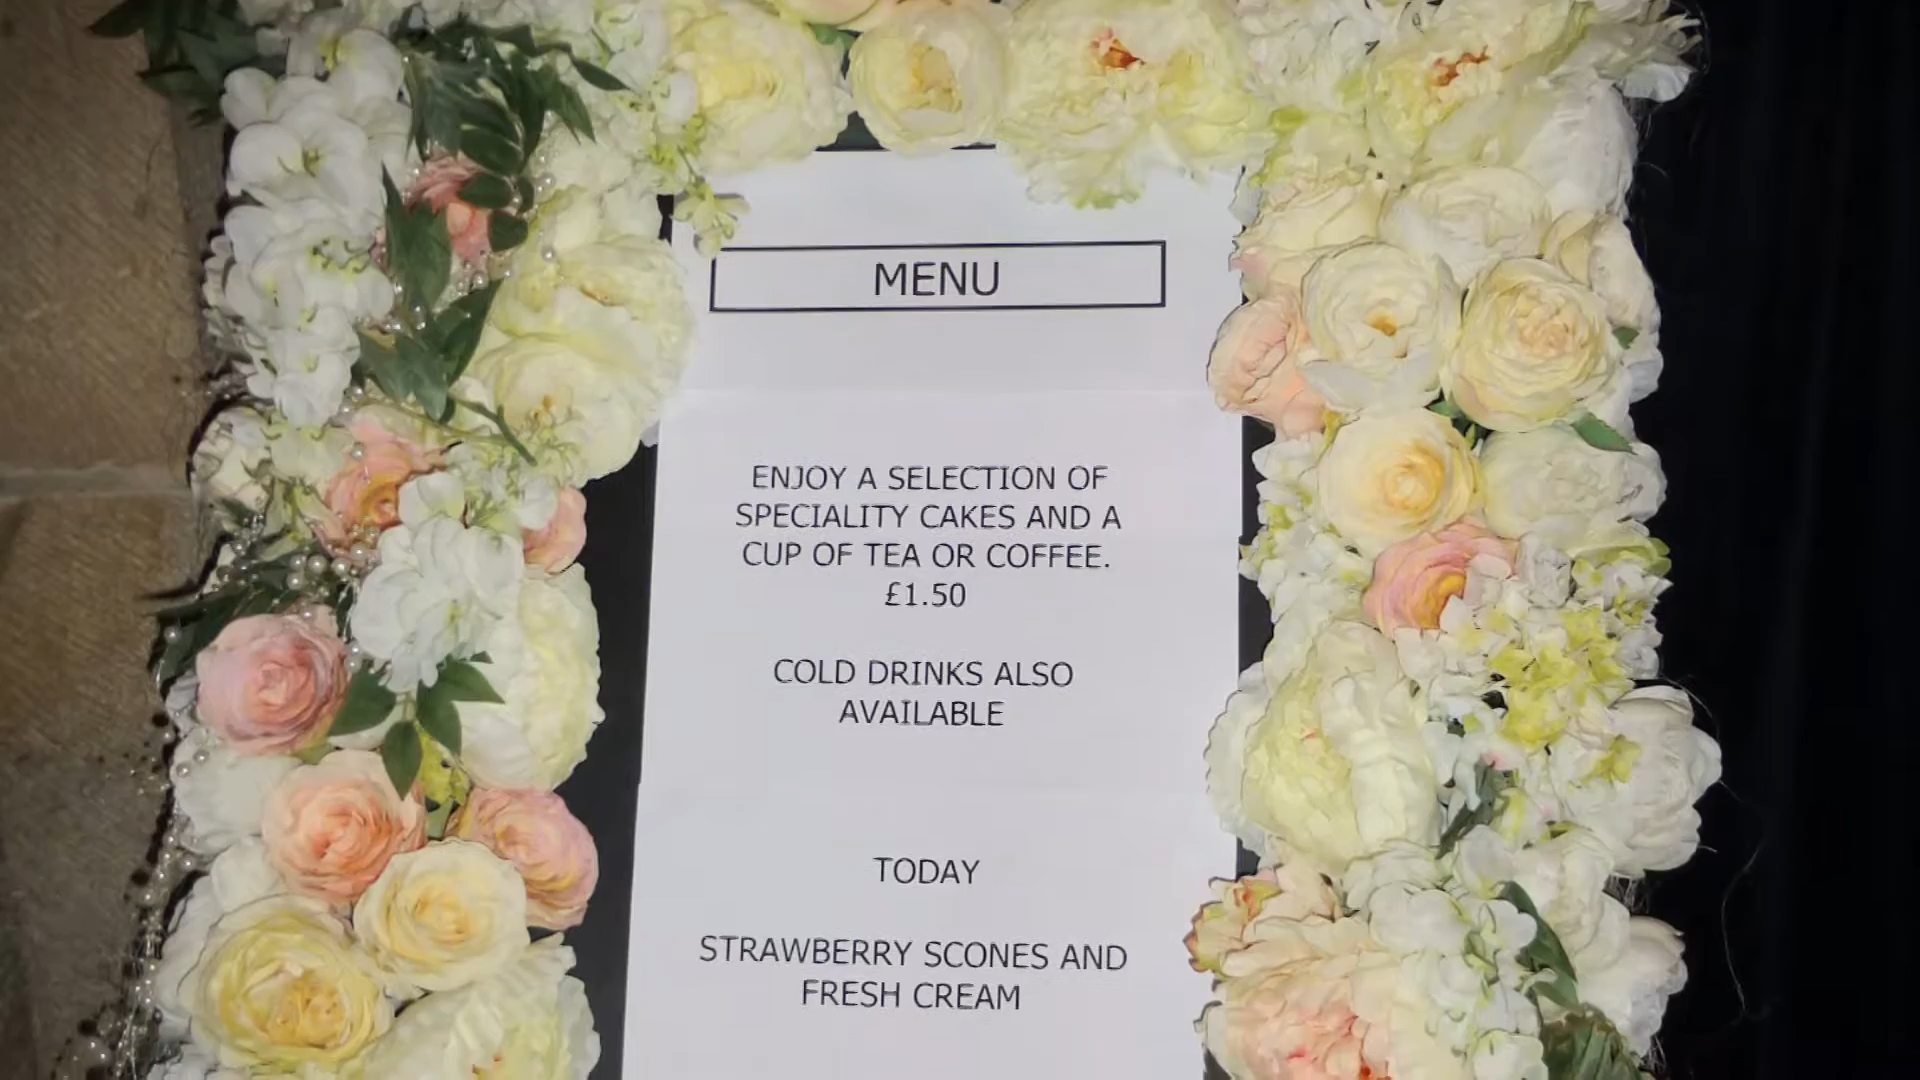 MENU
ENJOY A SELECTION OF
SPECIALITY CAKES AND A
CUP OF TEA OR COFFEE.
£1.50
COLD DRINKS ALSO
AVAILABLE
TODAY
STRAWBERRY SCONES AND
FRESH CREAM